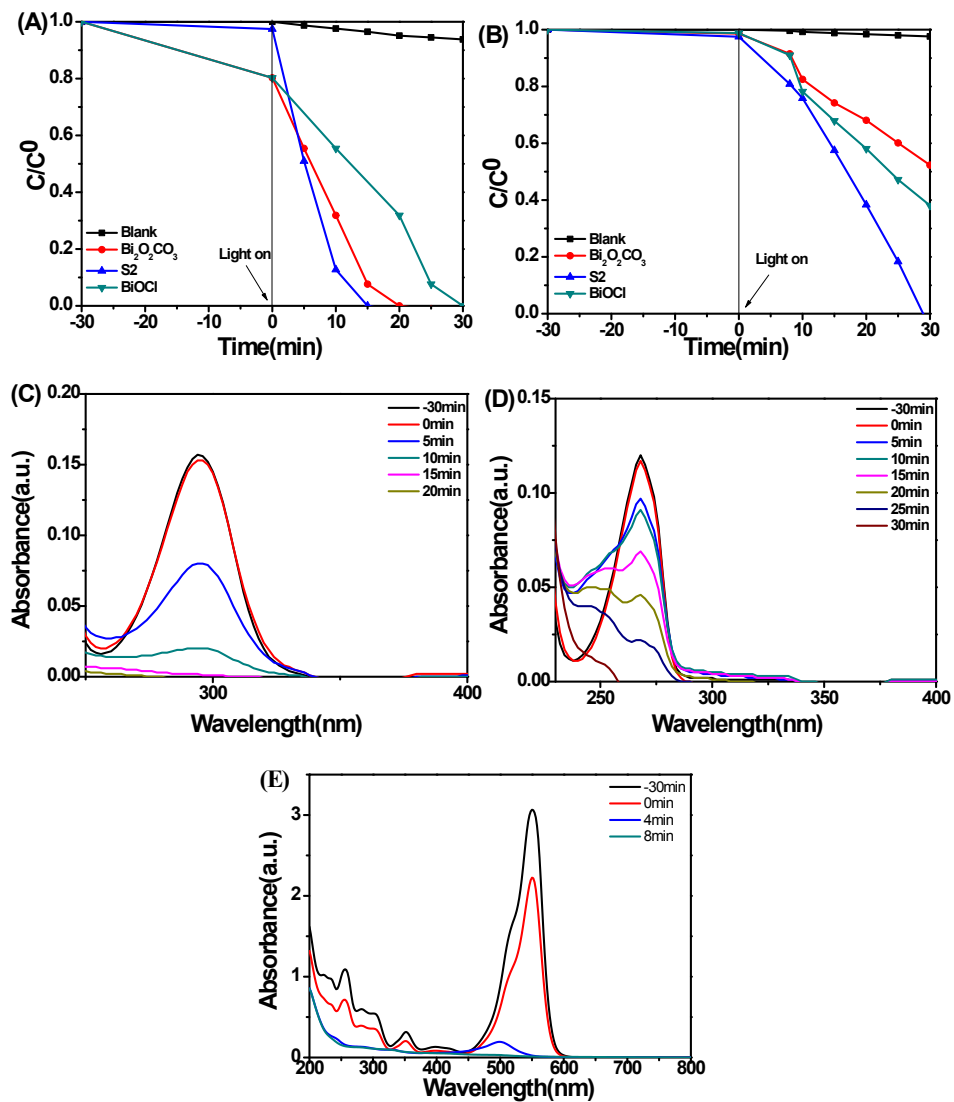 (A)
1.0
0.8
0.6
0.4
0.2
0.0
C/C⁰
Blank
Bi₂O₂CO₃
S2
BiOCl
Light on
-30 -20 -10 0 10 20 30
Time(min)
(B)
1.0
0.8
0.6
0.4
0.2
0.0
C/C⁰
Blank
Bi₂O₂CO₃
S2
BiOCl
Light on
-30 -20 -10 0 10 20 30
Time(min)
(C)
0.20
0.15
0.10
0.05
0.00
Absorbance(a.u.)
-30min
0min
5min
10min
15min
20min
300 400
Wavelength(nm)
(D)
0.15
0.10
0.05
0.00
Absorbance(a.u.)
-30min
0min
5min
10min
15min
20min
25min
30min
250 300 350 400
Wavelength(nm)
(E)
3
2
1
0
Absorbance(a.u.)
-30min
0min
4min
8min
200 300 400 500 600 700 800
Wavelength(nm)